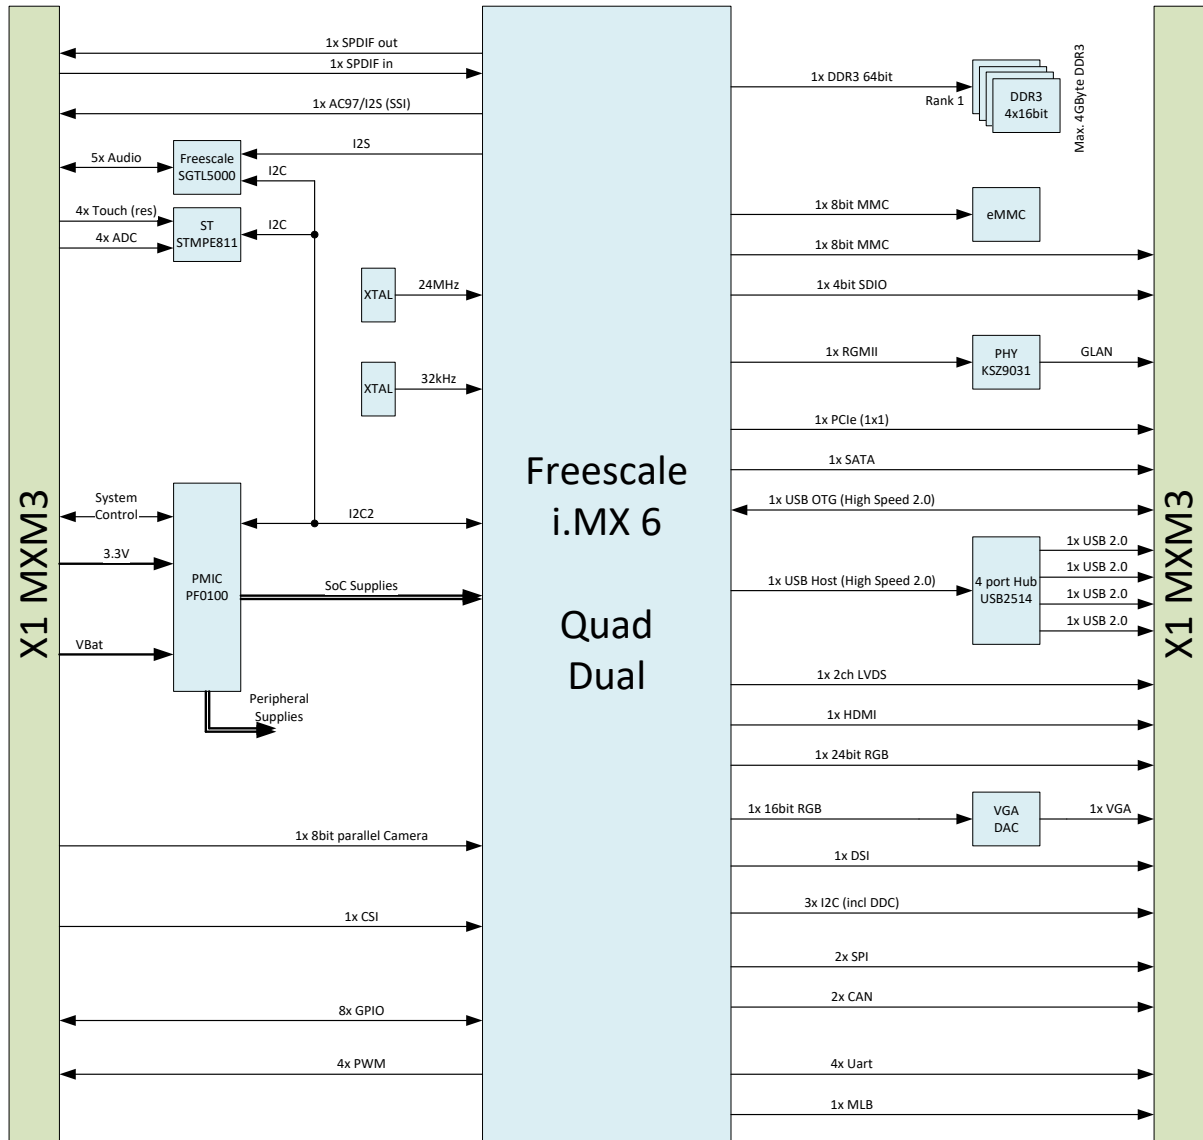 1x SPDIF out
1x SPDIF in
1x AC97/I2S (SSI)
I2S
5x Audio
Freescale
SGTL5000
I2C
4x Touch (res)
ST
STMPE811
I2C
4x ADC
XTAL
24MHz
XTAL
32kHz
X1 MXM3
System
Control
I2C2
3.3V
PMIC
PF0100
SoC Supplies
VBat
Peripheral
Supplies
1x 8bit parallel Camera
1x CSI
8x GPIO
4x PWM
Freescale
i.MX 6
Quad
Dual
1x DDR3 64bit
Rank 1
DDR3
4x16bit
Max. 4GByte DDR3
1x 8bit MMC
eMMC
1x 8bit MMC
1x 4bit SDIO
1x RGMII
PHY
KSZ9031
GLAN
1x PCIe (1x1)
1x SATA
1x USB OTG (High Speed 2.0)
1x USB Host (High Speed 2.0)
4 port Hub
USB2514
1x USB 2.0
1x USB 2.0
1x USB 2.0
1x USB 2.0
1x 2ch LVDS
1x HDMI
1x 24bit RGB
1x 16bit RGB
VGA
DAC
1x VGA
1x DSI
3x I2C (incl DDC)
2x SPI
2x CAN
4x Uart
1x MLB
X1 MXM3